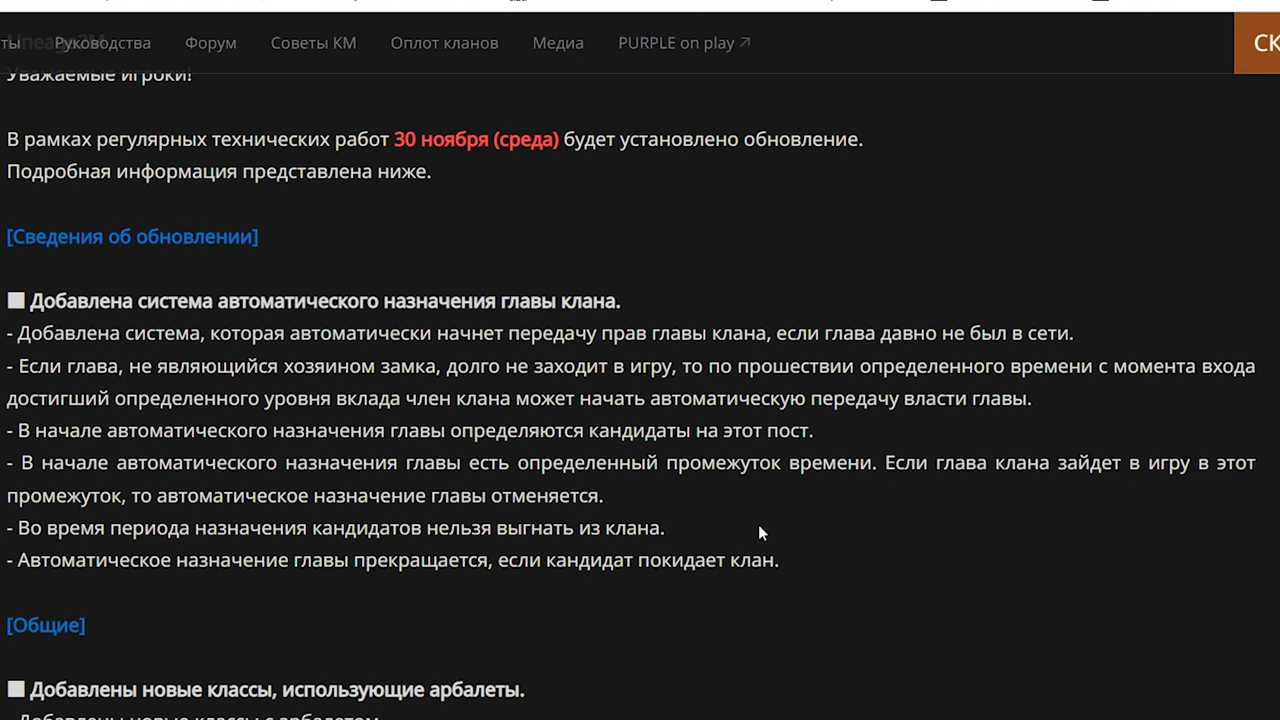 ты Руководства Форум Советы КМ Оплот кланов Медиа PURPLE on play СК
Уважаемые игроки!
В рамках регулярных технических работ 30 ноября (среда) будет установлено обновление.
Подробная информация представлена ниже.
[Сведения об обновлении]
Добавлена система автоматического назначения главы клана.
- Добавлена система, которая автоматически начнет передачу прав главы клана, если глава давно не был в сети.
- Если глава, не являющийся хозяином замка, долго не заходит в игру, то по прошествии определенного времени с момента входа
достигший определенного уровня вклада член клана может начать автоматическую передачу власти главы.
- В начале автоматического назначения главы определяются кандидаты на этот пост.
- В начале автоматического назначения главы есть определенный промежуток времени. Если глава клана зайдет в игру в этот
промежуток, то автоматическое назначение главы отменяется.
- Во время периода назначения кандидатов нельзя выгнать из клана.
- Автоматическое назначение главы прекращается, если кандидат покидает клан.
[Общие]
Добавлены новые классы, использующие арбалеты.
- Добавлены новые классы с арбалетом